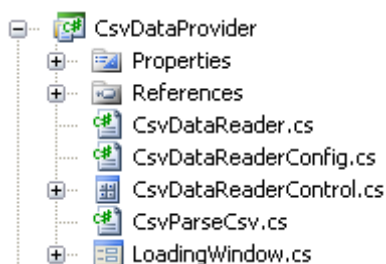 CsvDataProvider
Properties
References
CsvDataReader.cs
CsvDataReaderConfig.cs
CsvDataReaderControl.cs
CsvParseCsv.cs
LoadingWindow.cs